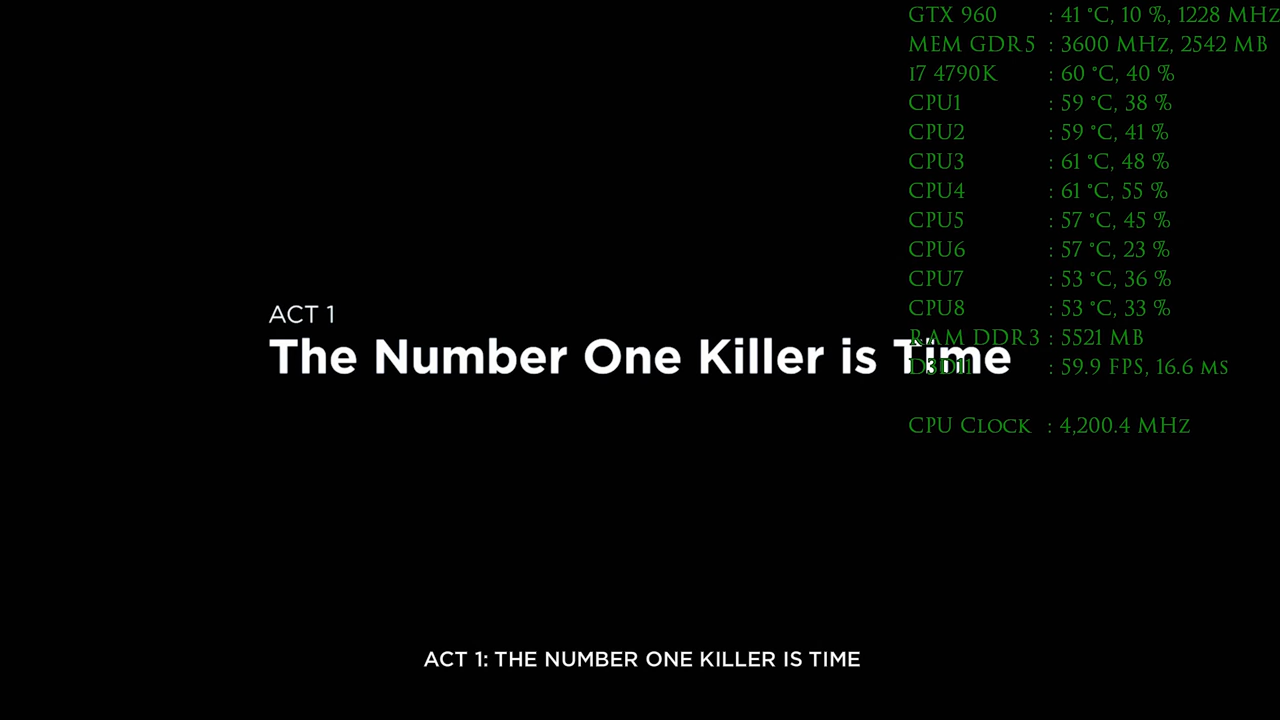 GTX 960 : 41 °C, 10 %, 1228 MHz
MEM GDR5 : 3600 MHz, 2542 MB
i7 4790K : 60 °C, 40 %
CPU1 : 59 °C, 38 %
CPU2 : 59 °C, 41 %
CPU3 : 61 °C, 48 %
CPU4 : 61 °C, 55 %
CPU5 : 57 °C, 45 %
CPU6 : 57 °C, 23 %
CPU7 : 53 °C, 36 %
CPU8 : 53 °C, 33 %
RAM DDR3 : 5521 MB
D3D11 : 59.9 FPS, 16.6 ms
CPU Clock : 4,200.4 MHz
ACT 1
The Number One Killer is Time
ACT 1: THE NUMBER ONE KILLER IS TIME